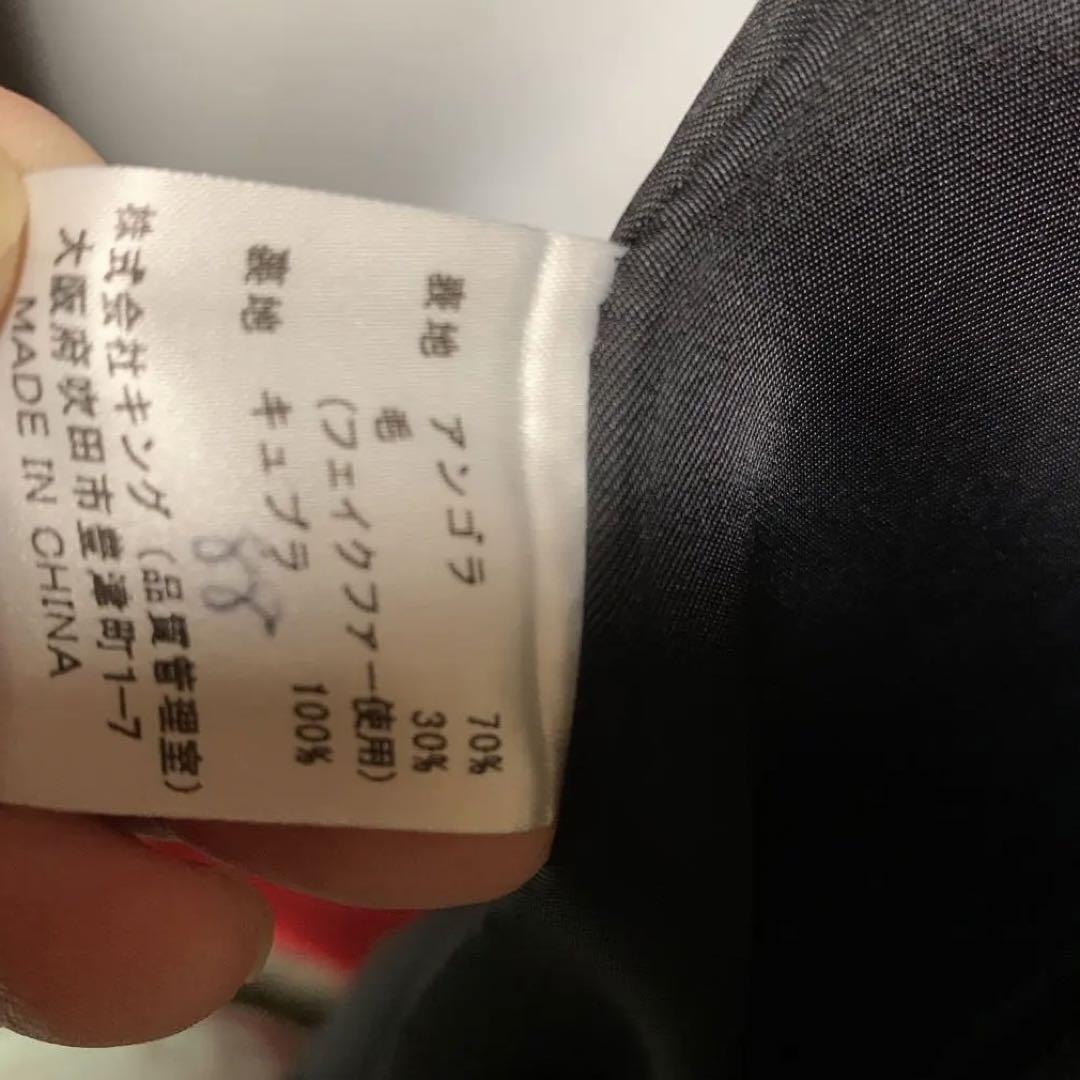 表地 アンゴラ 70%
毛 30%
(フェイクファー使用)
裏地 キュプラ 100%
株式会社キング(品質管理室)
大阪府吹田市豊津町1-7
MADE IN CHINA